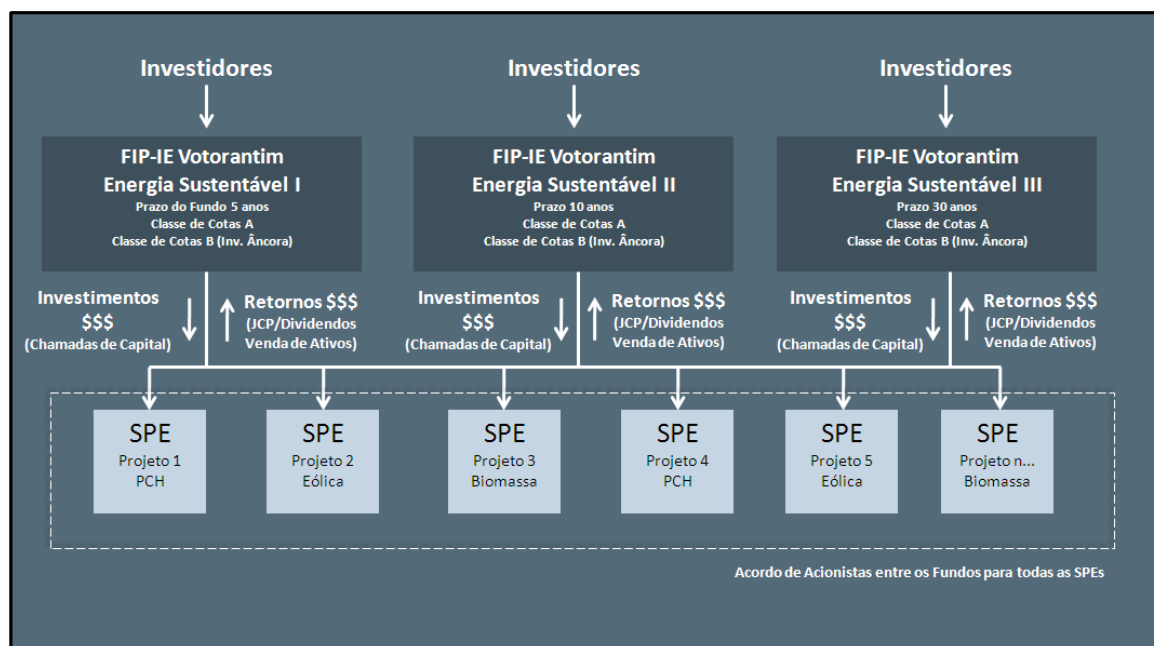 Investidores
Investidores
Investidores
FIP-IE Votorantim
Energia Sustentável I
Prazo do Fundo 5 anos
Classe de Cotas A
Classe de Cotas B (Inv. Âncora)
FIP-IE Votorantim
Energia Sustentável II
Prazo 10 anos
Classe de Cotas A
Classe de Cotas B (Inv. Âncora)
FIP-IE Votorantim
Energia Sustentável III
Prazo 30 anos
Classe de Cotas A
Classe de Cotas B (Inv. Âncora)
Investimentos
$$$
(Chamadas de Capital)
Retornos $$$
(JCP/Dividendos
Venda de Ativos)
Investimentos
$$$
(Chamadas de Capital)
Retornos $$$
(JCP/Dividendos
Venda de Ativos)
Investimentos
$$$
(Chamadas de Capital)
Retornos $$$
(JCP/Dividendos
Venda de Ativos)
SPE
Projeto 1
PCH
SPE
Projeto 2
Eólica
SPE
Projeto 3
Biomassa
SPE
Projeto 4
PCH
SPE
Projeto 5
Eólica
SPE
Projeto n...
Biomassa
Acordo de Acionistas entre os Fundos para todas as SPEs